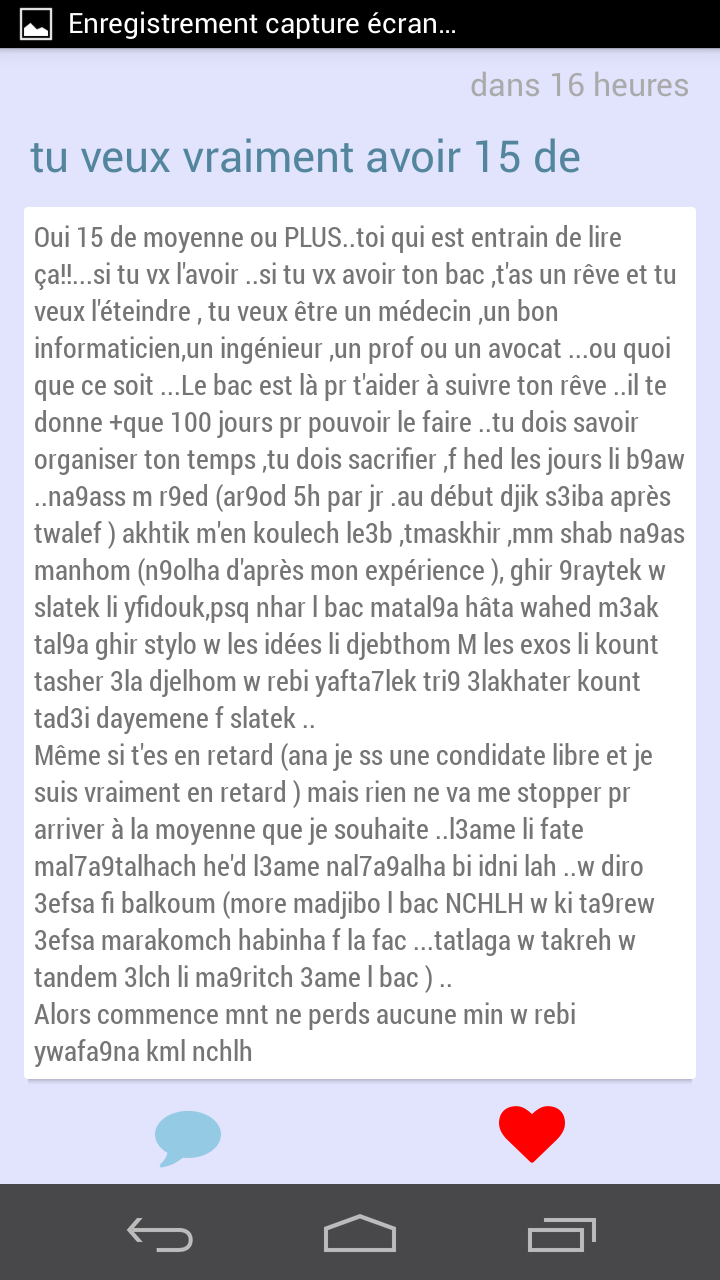 Enregistrement capture écran…
dans 16 heures
tu veux vraiment avoir 15 de
Oui 15 de moyenne ou PLUS..toi qui est entrain de lire
ça!!...si tu vx l'avoir ..si tu vx avoir ton bac ,t'as un rêve et tu
veux l'éteindre , tu veux être un médecin ,un bon
informaticien,un ingénieur ,un prof ou un avocat ...ou quoi
que ce soit ...Le bac est là pr t'aider à suivre ton rêve ..il te
donne +que 100 jours pr pouvoir le faire ..tu dois savoir
organiser ton temps ,tu dois sacrifier ,f hed les jours li b9aw
..na9ass m r9ed (ar9od 5h par jr .au début djik s3iba après
twalef ) akhtik m'en koulech le3b ,tmaskhir ,mm shab na9as
manhom (n9olha d'après mon expérience ), ghir 9raytek w
slatek li yfidouk,psq nhar l bac matal9a hâta wahed m3ak
tal9a ghir stylo w les idées li djebthom M les exos li kount
tasher 3la djelhom w rebi yafta7lek tri9 3lakhater kount
tad3i dayemene f slatek ..
Même si t'es en retard (ana je ss une condidate libre et je
suis vraiment en retard ) mais rien ne va me stopper pr
arriver à la moyenne que je souhaite ..l3ame li fate
mal7a9talhach he'd l3ame nal7a9alha bi idni lah ..w diro
3efsa fi balkoum (more madjibo l bac NCHLH w ki ta9rew
3efsa marakomch habinha f la fac ...tatlaga w takreh w
tandem 3lch li ma9ritch 3ame l bac ) ..
Alors commence mnt ne perds aucune min w rebi
ywafa9na kml nchlh